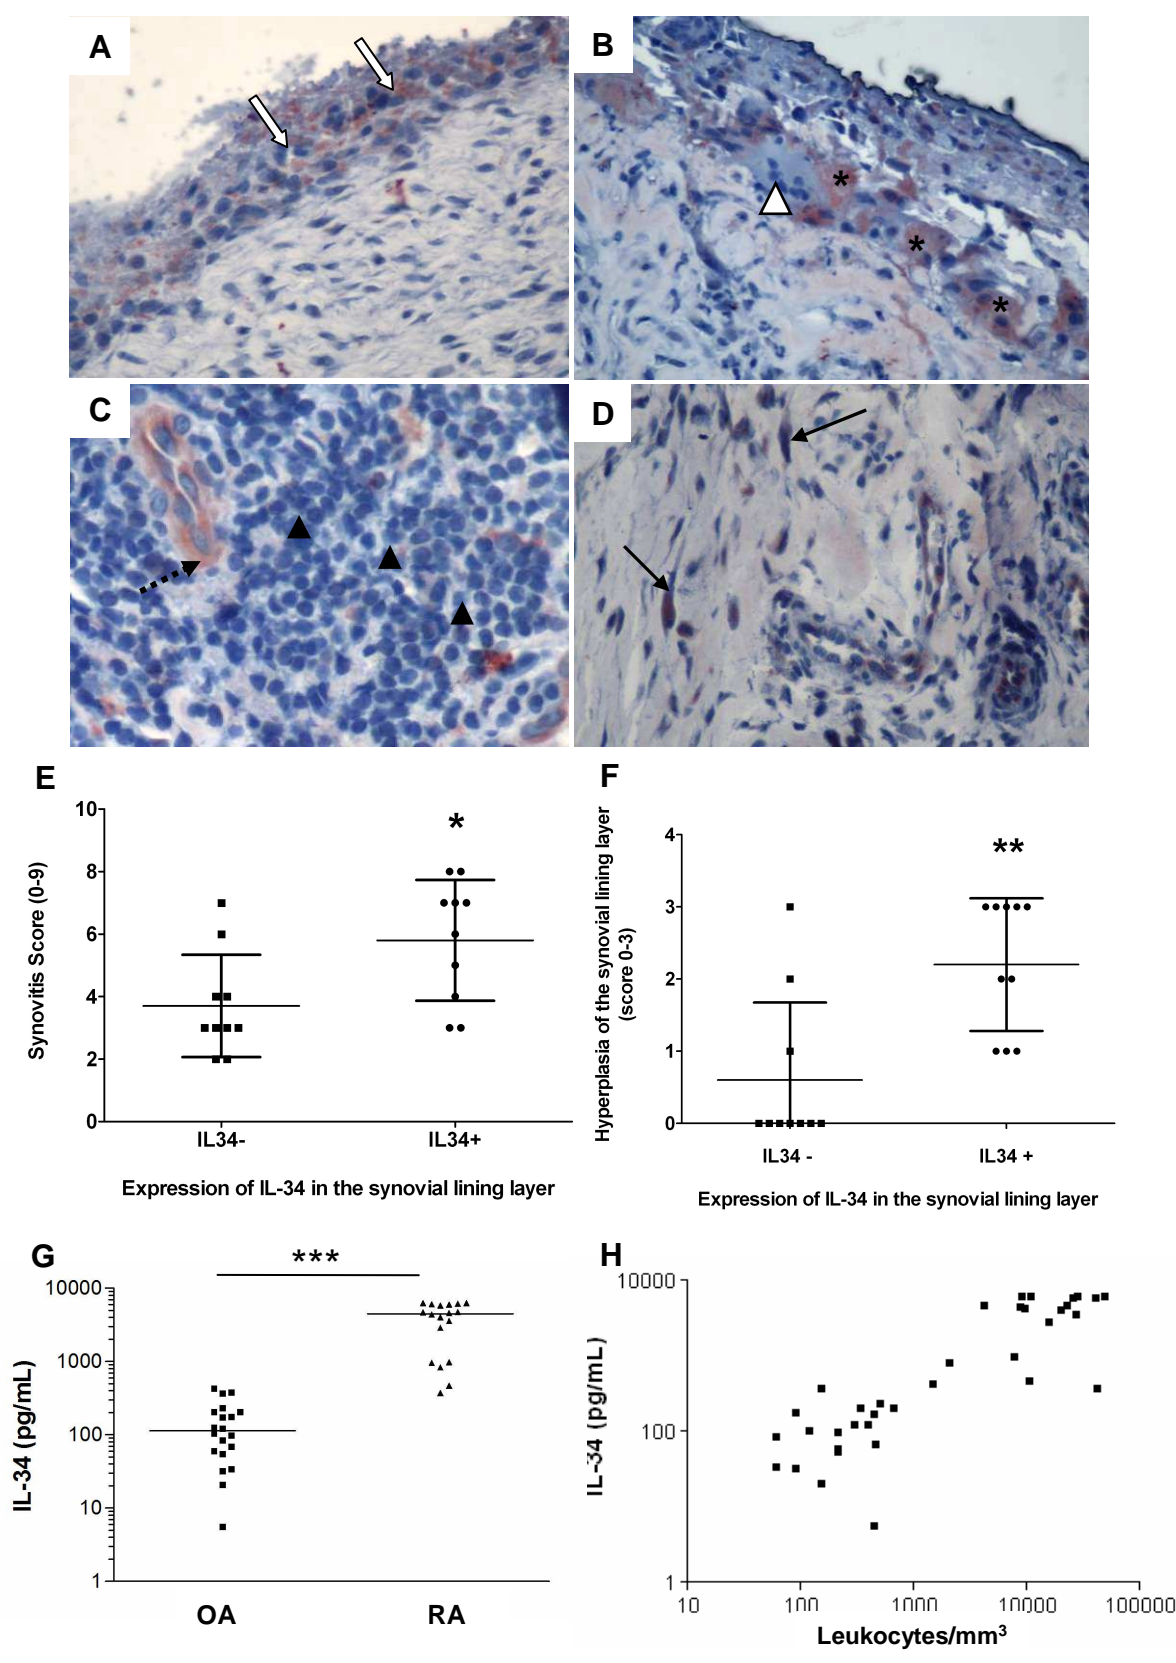 A
B
*
*
*
C
D
E
Synovitis Score (0-9)
10
8
6
4
2
0
*
IL34-
IL34+
Expression of IL-34 in the synovial lining layer
F
Hyperplasia of the synovial lining layer
(score 0-3)
4
3
2
1
0
**
IL34 -
IL34 +
Expression of IL-34 in the synovial lining layer
G
***
IL-34 (pg/mL)
10000
1000
100
10
1
OA
RA
H
IL-34 (pg/mL)
10000
100
1
10
100
1000
10000
100000
Leukocytes/mm³